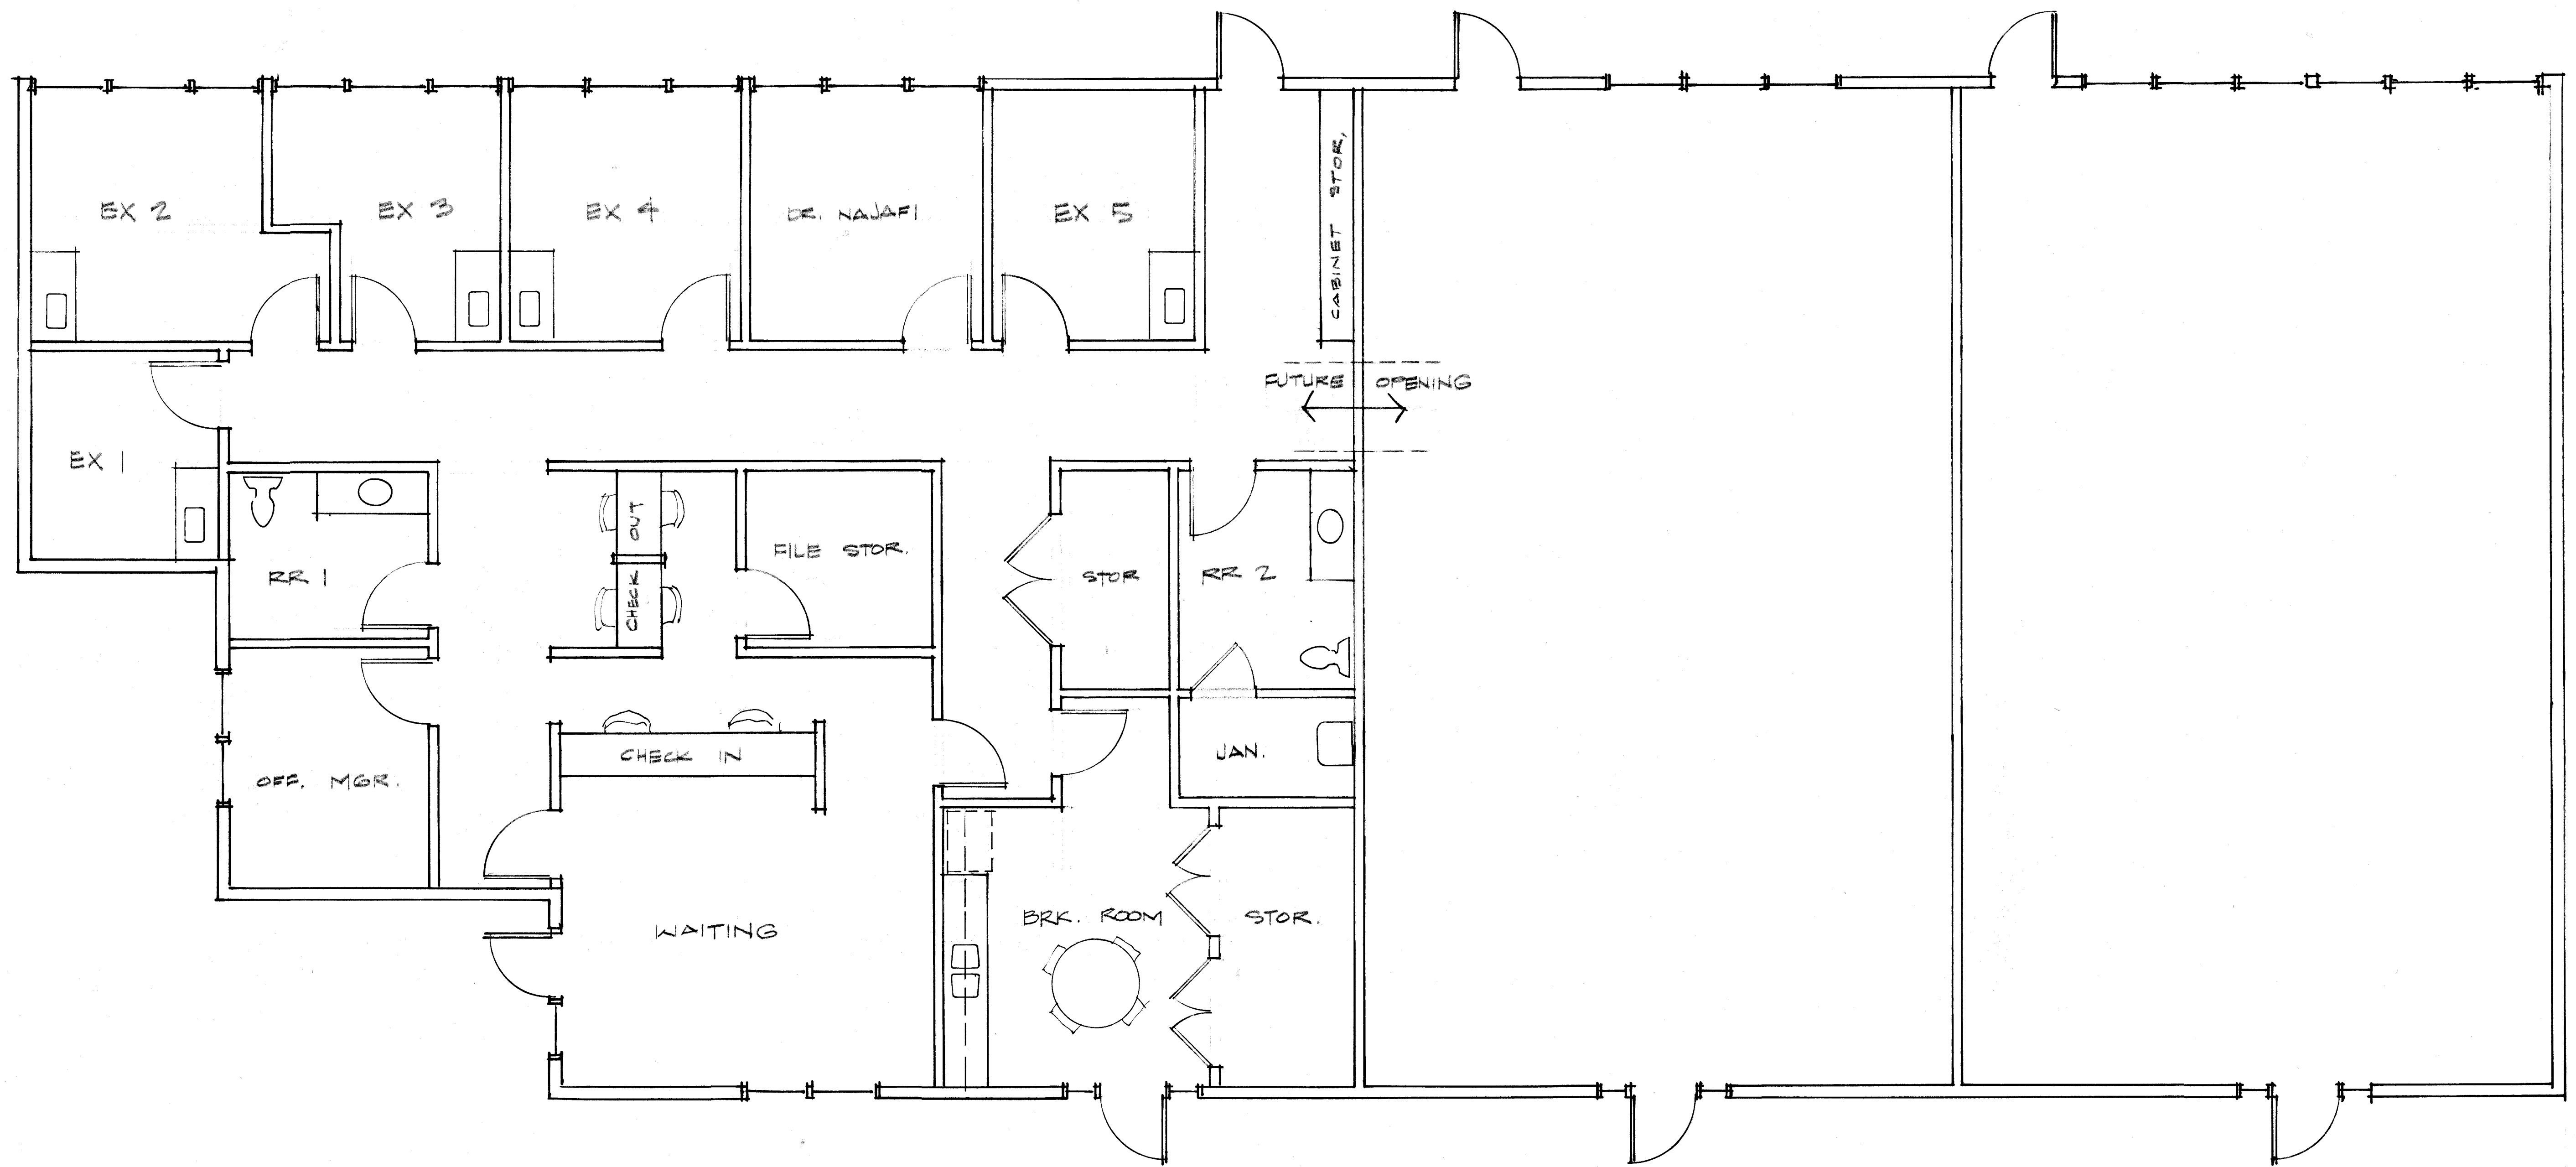 EX 2
EX 3
EX 4
DR. NAJAFI
EX 5
CABINET STOR,
FUTURE OPENING
EX 1
RR 1
CHECK OUT
FILE STOR.
STOR
RR 2
OFF. MGR.
CHECK IN
JAN.
WAITING
BRK. ROOM
STOR.